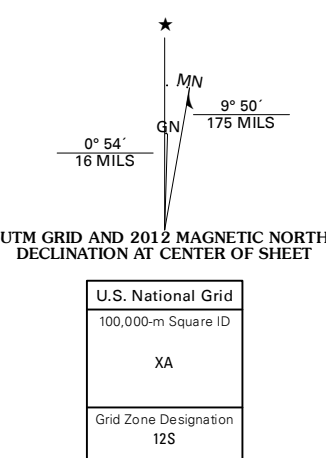 ★
MN
9° 50´
175 MILS
GN
0° 54´
16 MILS
UTM GRID AND 2012 MAGNETIC NORTH
DECLINATION AT CENTER OF SHEET
U.S. National Grid
100,000-m Square ID
XA
Grid Zone Designation
12S